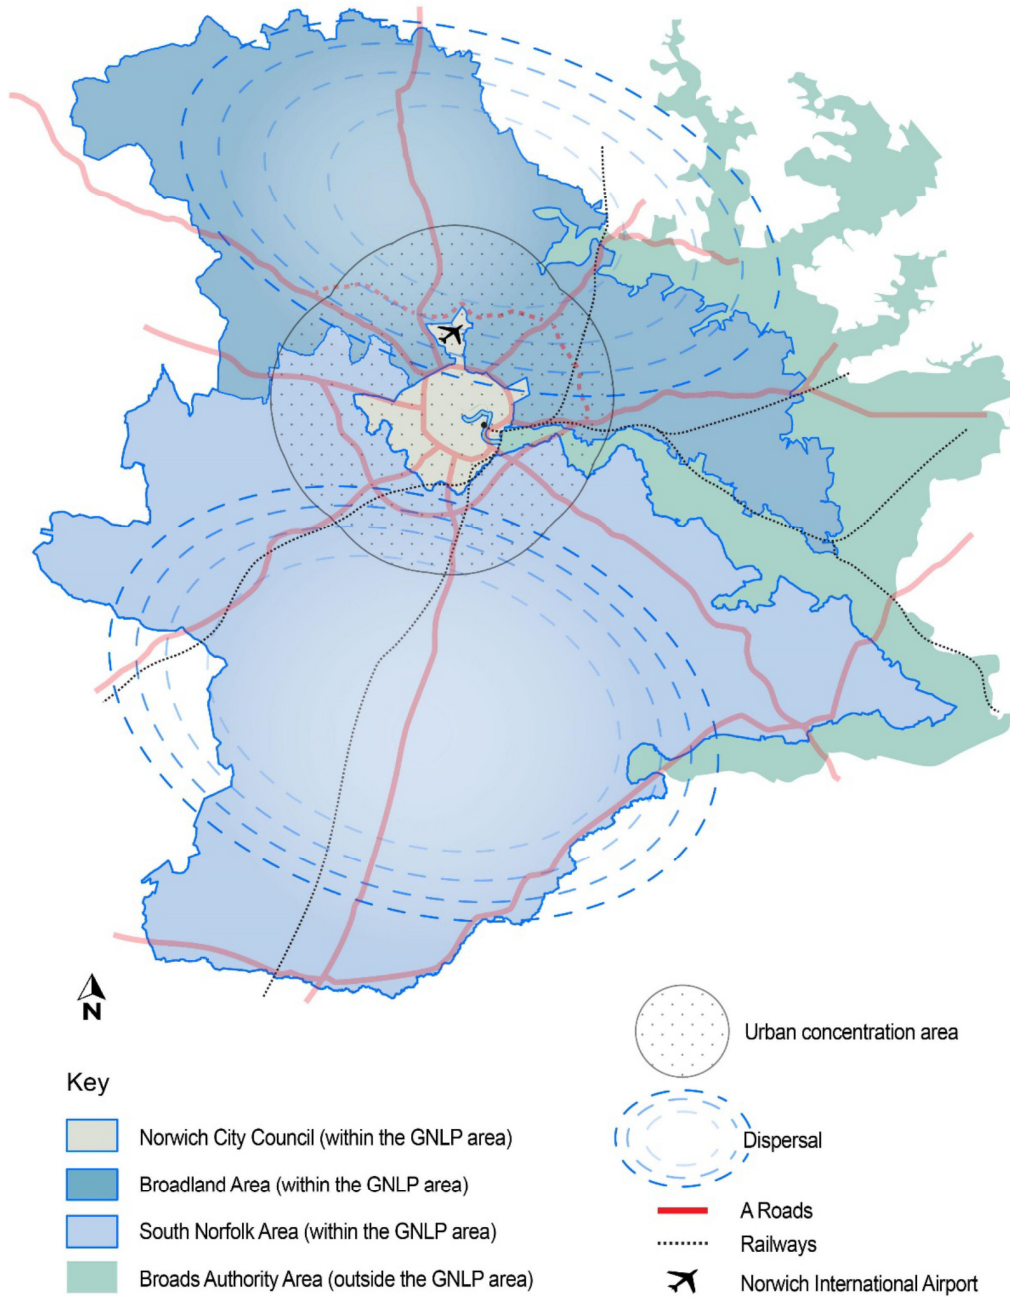 N
Urban concentration area
Key
Norwich City Council (within the GNLP area)
Dispersal
Broadland Area (within the GNLP area)
A Roads
South Norfolk Area (within the GNLP area)
Railways
Broads Authority Area (outside the GNLP area)
Norwich International Airport